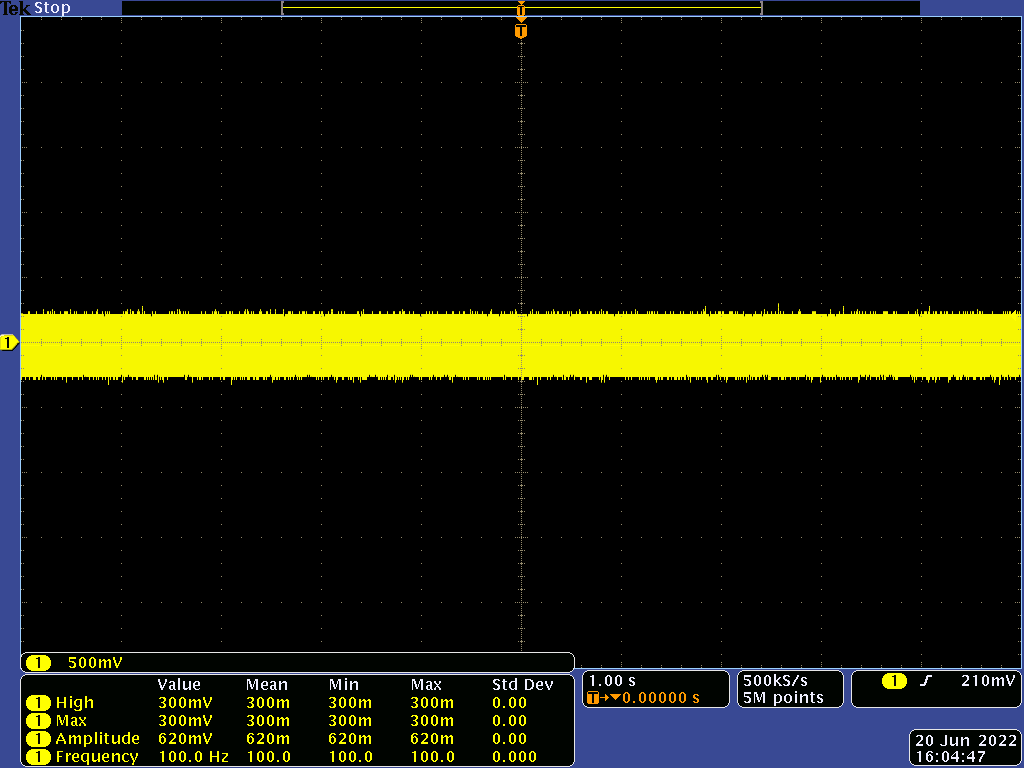 Tek Stop
T
T
1
1 500mV
Value Mean Min Max Std Dev
1 High 300mV 300m 300m 300m 0.00
1 Max 300mV 300m 300m 300m 0.00
1 Amplitude 620mV 620m 620m 620m 0.00
1 Frequency 100.0 Hz 100.0 100.0 100.0 0.000
1.00 s
T→▼0.00000 s
500kS/s
5M points
1 210mV
20 Jun 2022
16:04:47